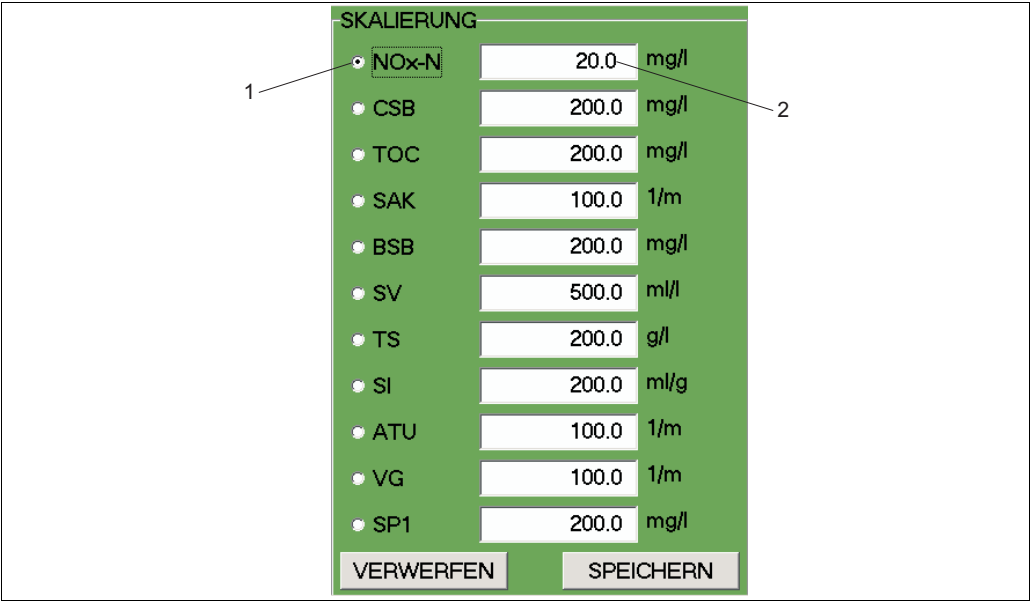 SKALIERUNG
1 NOx-N 20.0 mg/l 2
CSB 200.0 mg/l
TOC 200.0 mg/l
SAK 100.0 1/m
BSB 200.0 mg/l
SV 500.0 ml/l
TS 200.0 g/l
SI 200.0 ml/g
ATU 100.0 1/m
VG 100.0 1/m
SP1 200.0 mg/l
VERWERFEN SPEICHERN